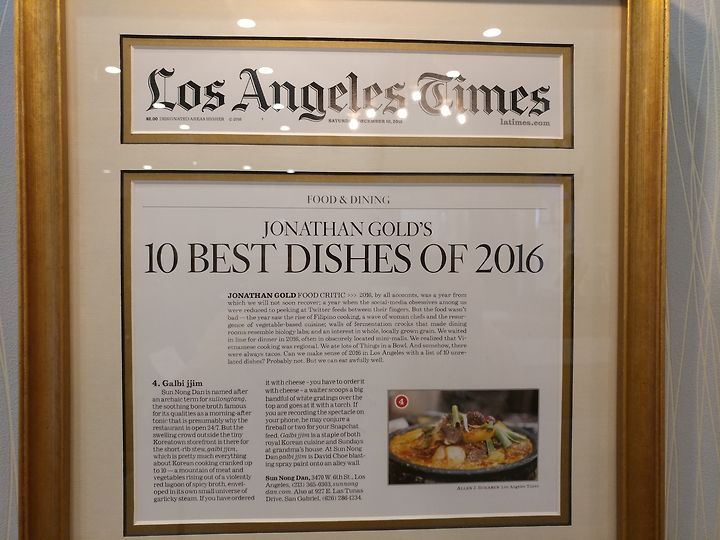 Los Angeles Times
$2.00 DESIGNATED AREAS HIGHER © 2016
SATURDAY, DECEMBER 10, 2016
latimes.com
FOOD & DINING
JONATHAN GOLD'S
10 BEST DISHES OF 2016
JONATHAN GOLD FOOD CRITIC >>> 2016, by all accounts, was a year from
which we will not soon recover; a year when the social-media obsessives among us
were reduced to peeking at Twitter feeds between their fingers. But the food wasn't
bad — the year saw the rise of Filipino cooking, a wave of women chefs and the resur-
gence of vegetable-based cuisine; walls of fermentation crocks that made dining
rooms resemble biology labs; and an interest in whole, locally grown grain. We waited
in line for dinner in 2016, often in obscurely located mini-malls. We realized that Vi-
etnamese cooking was regional. We ate lots of Things in a Bowl. And somehow, there
were always tacos. Can we make sense of 2016 in Los Angeles with a list of 10 unre-
lated dishes? Probably not. But we can eat awfully well.
4. Galbi jjim
Sun Nong Dan is named after
an archaic term for sullongtang,
the soothing bone broth famous
for its qualities as a morning-after
tonic that is presumably why the
restaurant is open 24/7. But the
swelling crowd outside the tiny
Koreatown storefront is there for
the short-rib stew, galbi jjim,
which is pretty much everything
about Korean cooking cranked up
to 10 — a mountain of meat and
vegetables rising out of a violently
red lagoon of spicy broth, envel-
oped in its own small universe of
garlicky steam. If you have ordered
it with cheese – you have to order it
with cheese – a waiter scoops a big
handful of white gratings over the
top and goes at it with a torch. If
you are recording the spectacle on
your phone, he may conjure a
fireball or two for your Snapchat
feed. Galbi jjim is a staple of both
royal Korean cuisine and Sundays
at grandma's house. At Sun Nong
Dan galbi jjim is David Choe blast-
ing spray paint onto an alley wall.
Sun Nong Dan, 3470 W. 6th St., Los
Angeles, (213) 365-0303, sunnong
dan.com. Also at 927 E. Las Tunas
Drive, San Gabriel, (626) 286-1234.
4
ALLEN J. SCHABEN Los Angeles Times